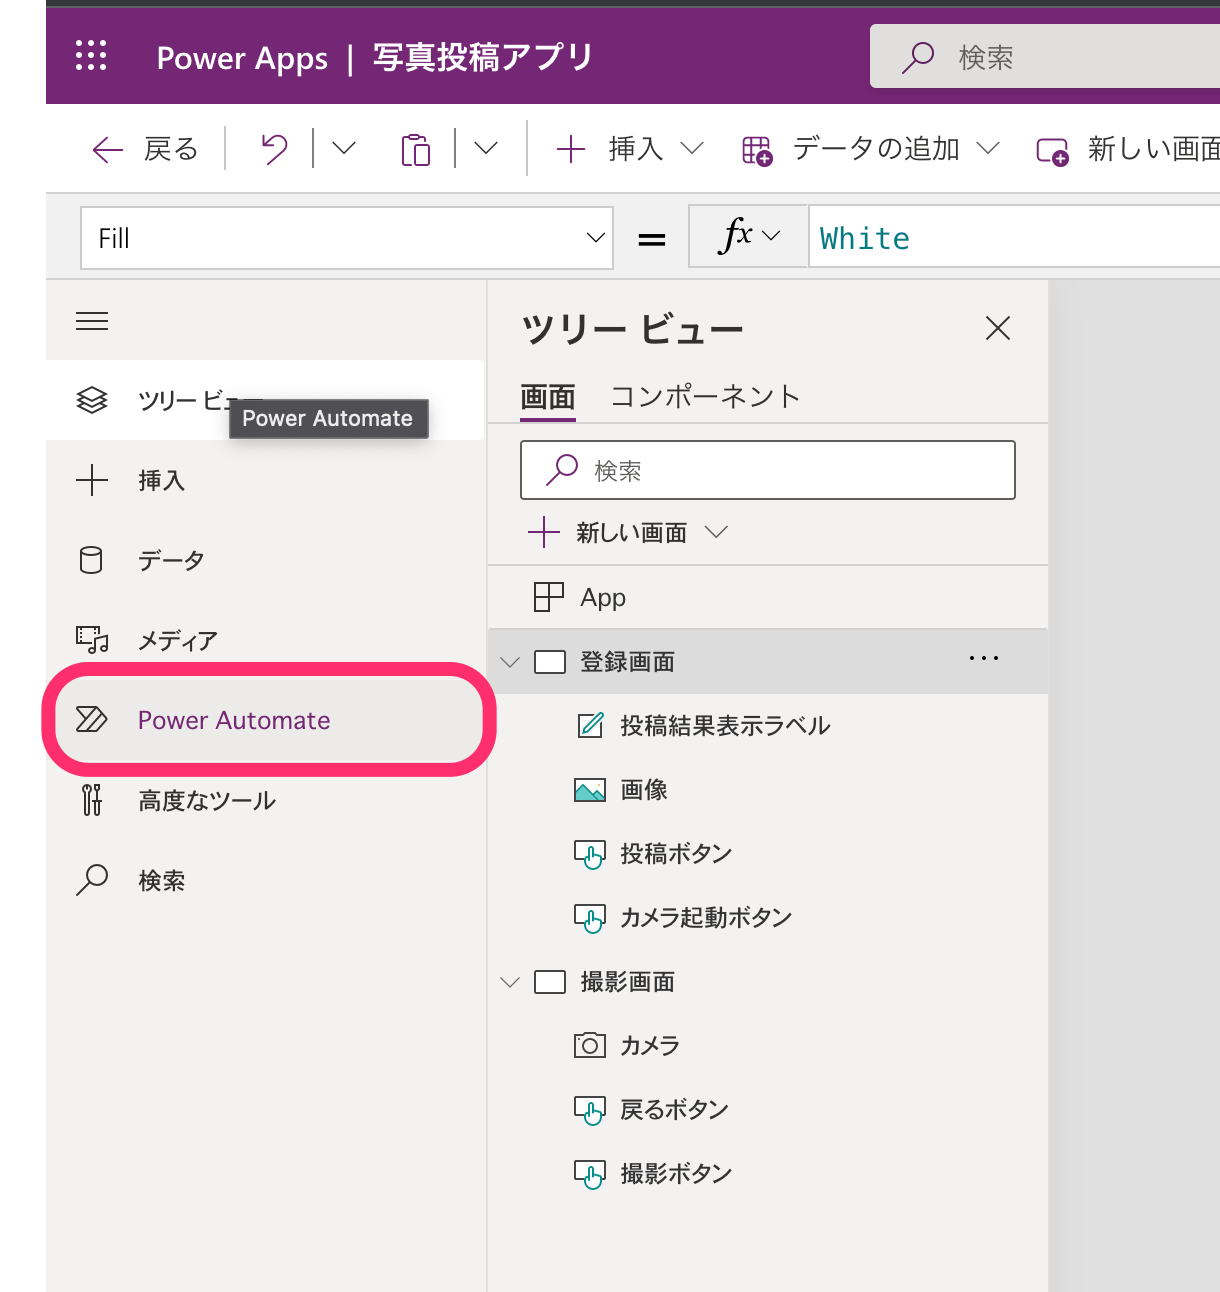 Power Apps | 写真投稿アプリ
検索
戻る
挿入
データの追加
新しい画面
Fill
=
fx
White
ツリー ビュー
Power Automate
挿入
データ
メディア
Power Automate
高度なツール
検索
ツリー ビュー
画面 コンポーネント
検索
新しい画面
App
登録画面
投稿結果表示ラベル
画像
投稿ボタン
カメラ起動ボタン
撮影画面
カメラ
戻るボタン
撮影ボタン